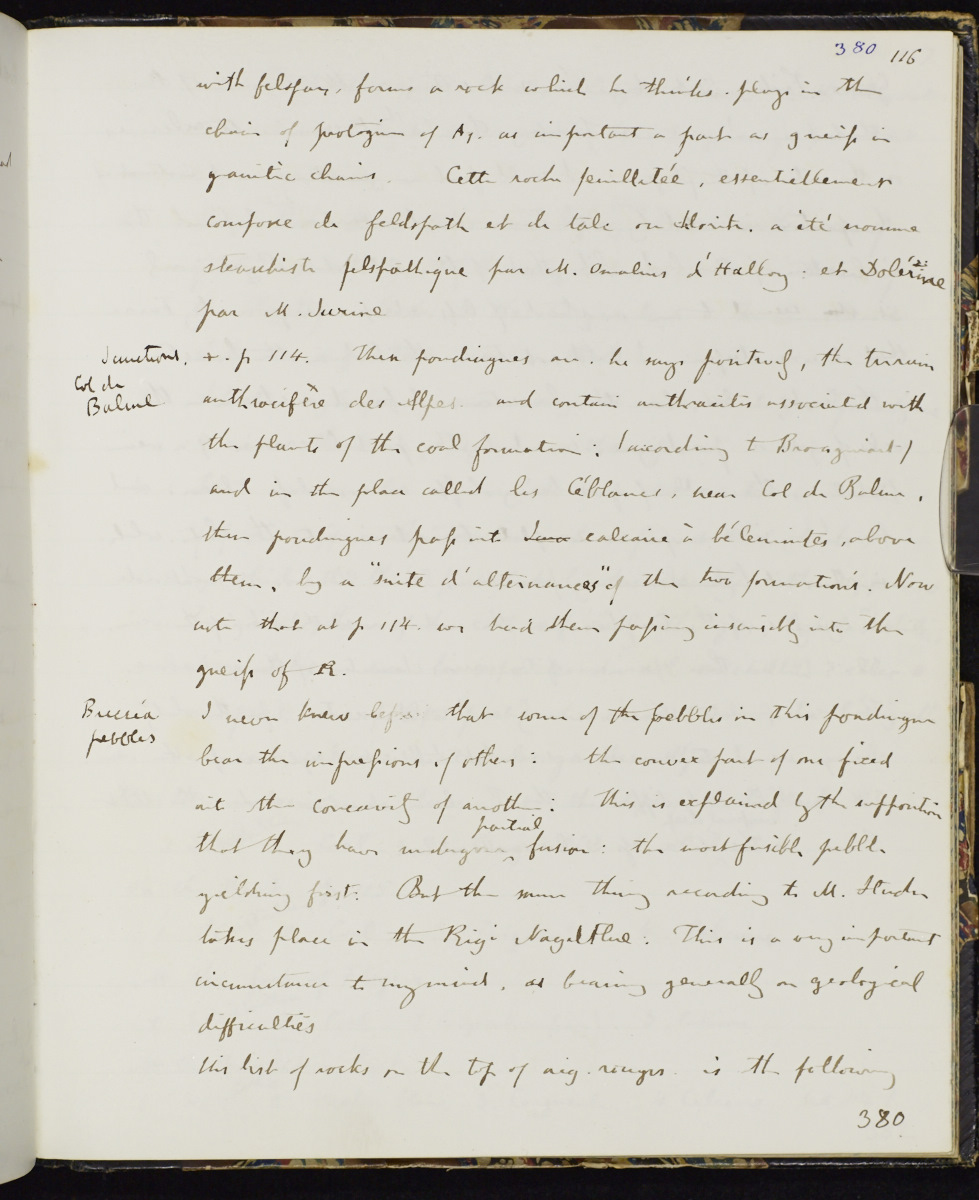 380 116
with felspar, forms a rock which he thinks plays in the
chain of protogine of As. as important a part as gneiss in
granitic chains. Cette roche feuilletée, essentiellement
composée de feldspath et de talc ou chlorite. a été nommé
steaschiste felspathique par M. Omalius d'Halloy. et Dolérine
par M. Jurine
Junctions. +. p 114. These poudingues are. he says positively, the terrain
Col de
Balme
anthracifère des Alpes. and contain anthracites associated with
the plants of the coal formation: (according to Brongniart)
and in the place called les Céblancs, near Col de Balme,
these poudingues pass into calcaire à bélemnites, above
them, by a "suite d'alternances" of the two formations. Now
note that at p 114. we had them passing insensibly into the
gneiss of R.
Breccia
pebbles
I never knew before that some of the pebbles in this poudingue
bear the impressions of others: the convex part of one fixed
into the concavity of another: this is explained by the supposition
that they have undergone partial fusion: the most fusible pebble
yielding first. But the same thing according to M. Studer
takes place in the Rigi Nagelflue. This is a very important
circumstance to my mind, as bearing generally on geological
difficulties
His list of rocks on the top of aig. rouges. is the following
380